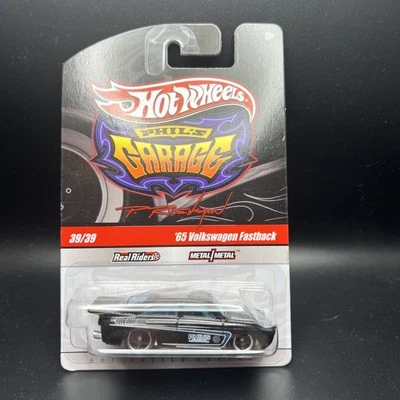 Hot Wheels
PHIL'S
GARAGE
39/39
'65 Volkswagen Fastback
Real Riders
METAL/METAL